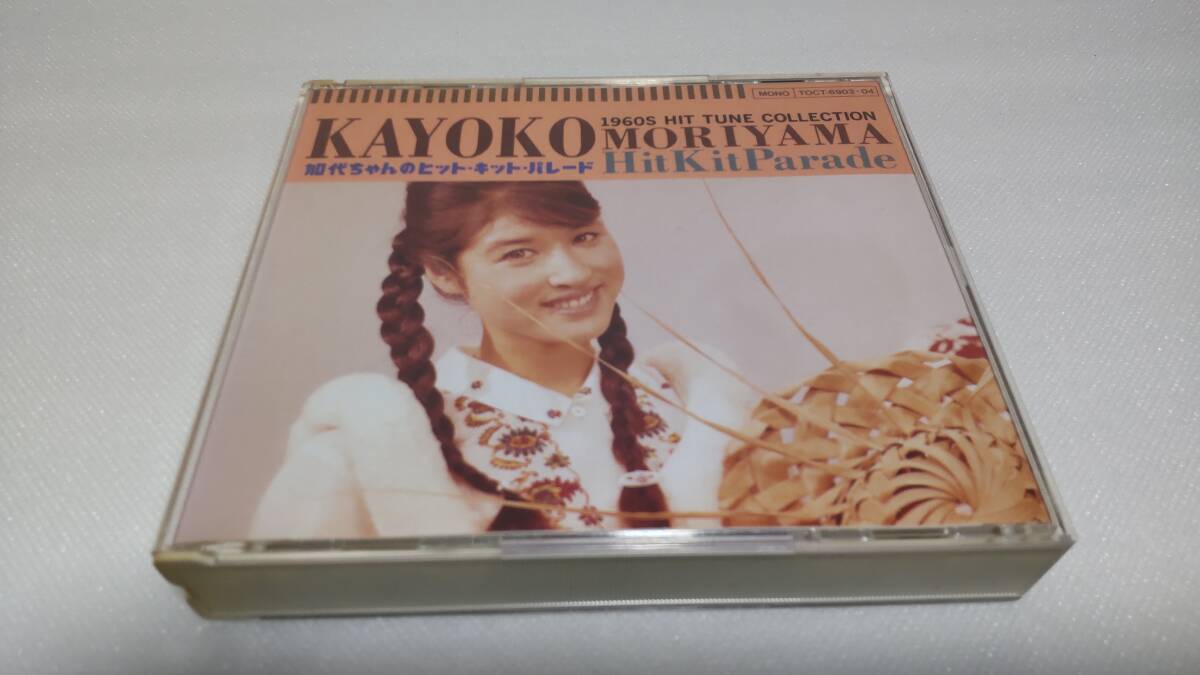 MONO TOCT-6903・04
1960S HIT TUNE COLLECTION
KAYOKO MORIYAMA
加代ちゃんのヒット・キット・パレード HitKitParade